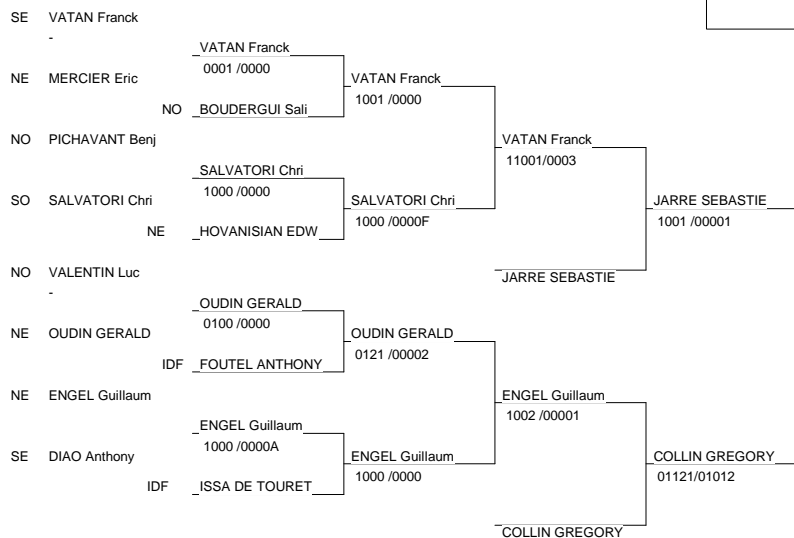 SE VATAN Franck
-
VATAN Franck
0001 /0000
NE MERCIER Eric
VATAN Franck
1001 /0000
NO BOUDERGUI Sali
NO PICHAVANT Benj
VATAN Franck
11001/0003
SALVATORI Chri
1000 /0000
SO SALVATORI Chri
SALVATORI Chri
1000 /0000F
JARRE SEBASTIE
1001 /00001
NE HOVANISIAN EDW
NO VALENTIN Luc
-
JARRE SEBASTIE
OUDIN GERALD
0100 /0000
NE OUDIN GERALD
OUDIN GERALD
0121 /00002
IDF FOUTEL ANTHONY
NE ENGEL Guillaum
ENGEL Guillaum
1002 /00001
ENGEL Guillaum
1000 /0000A
SE DIAO Anthony
ENGEL Guillaum
1000 /0000
COLLIN GREGORY
01121/01012
IDF ISSA DE TOURET
COLLIN GREGORY